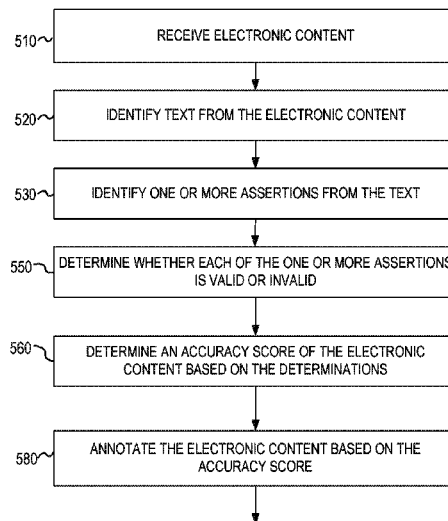 510
RECEIVE ELECTRONIC CONTENT
520
IDENTIFY TEXT FROM THE ELECTRONIC CONTENT
530
IDENTIFY ONE OR MORE ASSERTIONS FROM THE TEXT
550
DETERMINE WHETHER EACH OF THE ONE OR MORE ASSERTIONS
IS VALID OR INVALID
560
DETERMINE AN ACCURACY SCORE OF THE ELECTRONIC
CONTENT BASED ON THE DETERMINATIONS
580
ANNOTATE THE ELECTRONIC CONTENT BASED ON THE
ACCURACY SCORE